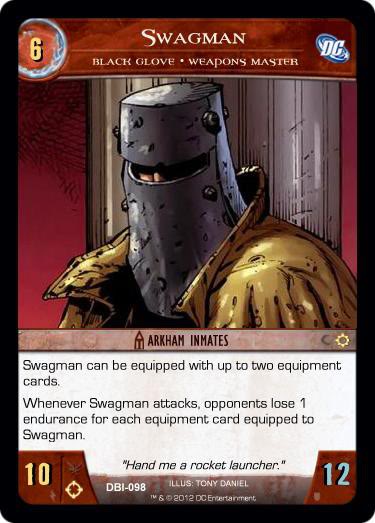 6
SWAGMAN
DC
BLACK GLOVE • WEAPONS MASTER
ARKHAM INMATES
Swagman can be equipped with up to two equipment
cards.
Whenever Swagman attacks, opponents lose 1
endurance for each equipment card equipped to
Swagman.
"Hand me a rocket launcher."
10
DBI-098
ILLUS: TONY DANIEL
12
™ & © 2012 DC Entertainment